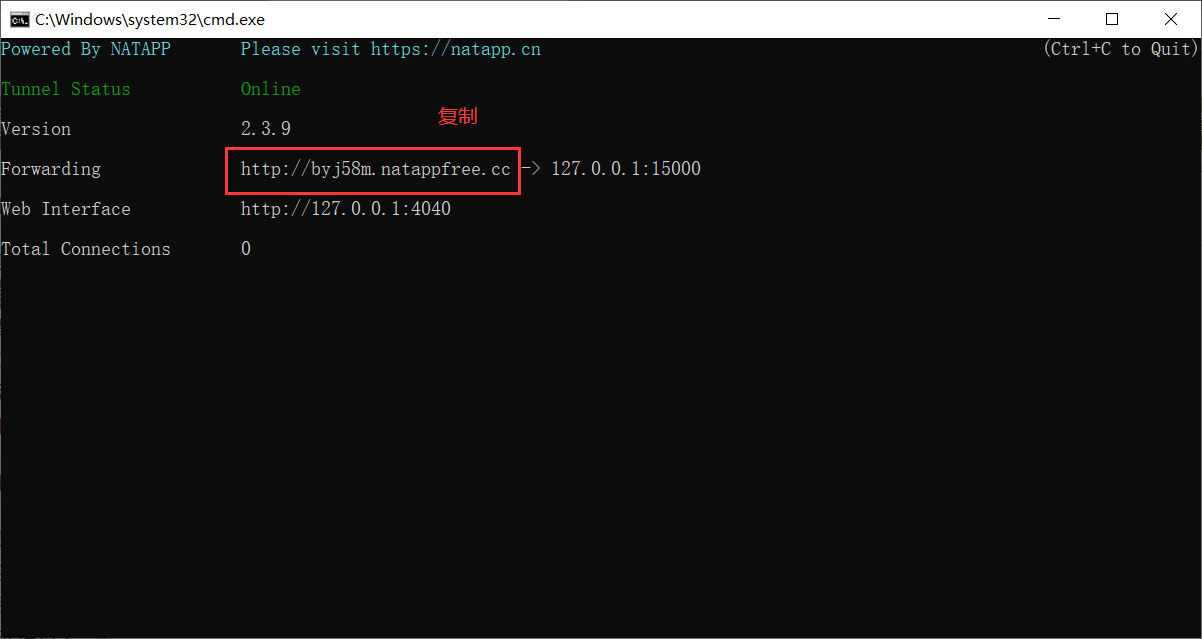 C:\Windows\system32\cmd.exe
Powered By NATAPP Please visit https://natapp.cn (Ctrl+C to Quit)
Tunnel Status Online
复制
Version 2.3.9
Forwarding http://byj58m.natappfree.cc -> 127.0.0.1:15000
Web Interface http://127.0.0.1:4040
Total Connections 0